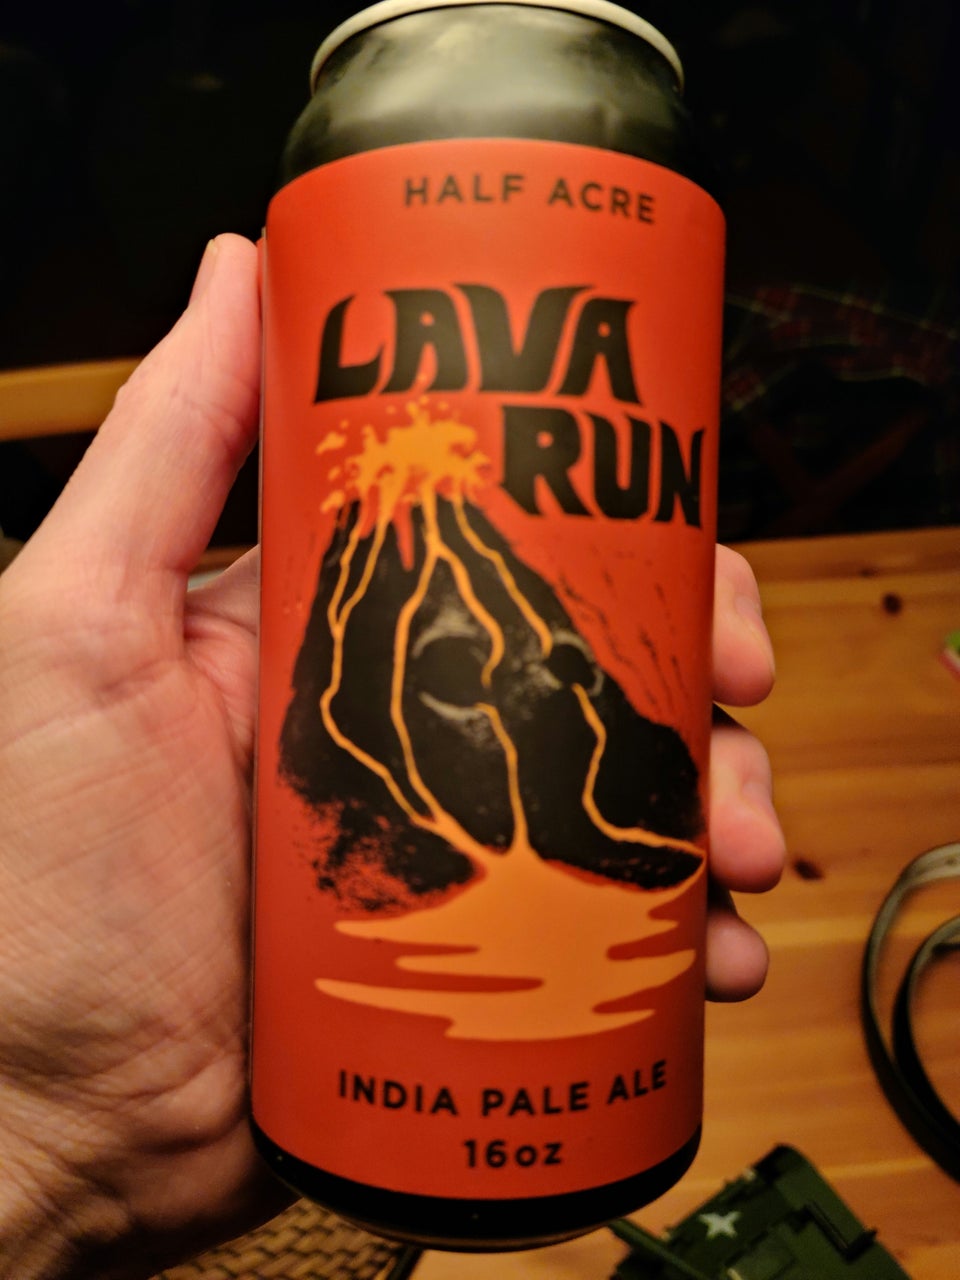 HALF ACRE
LAVA
RUN
INDIA PALE ALE
16oz